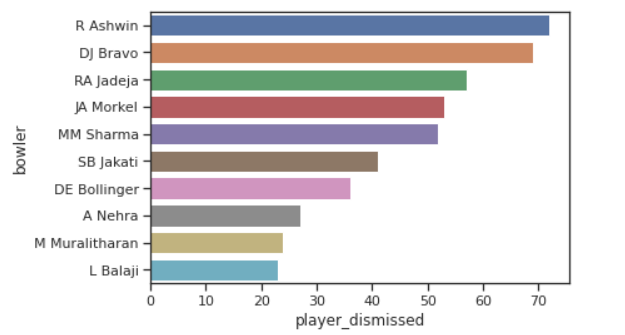 R Ashwin
DJ Bravo
RA Jadeja
JA Morkel
MM Sharma
SB Jakati
DE Bollinger
A Nehra
M Muralitharan
L Balaji
bowler
0 10 20 30 40 50 60 70
player_dismissed